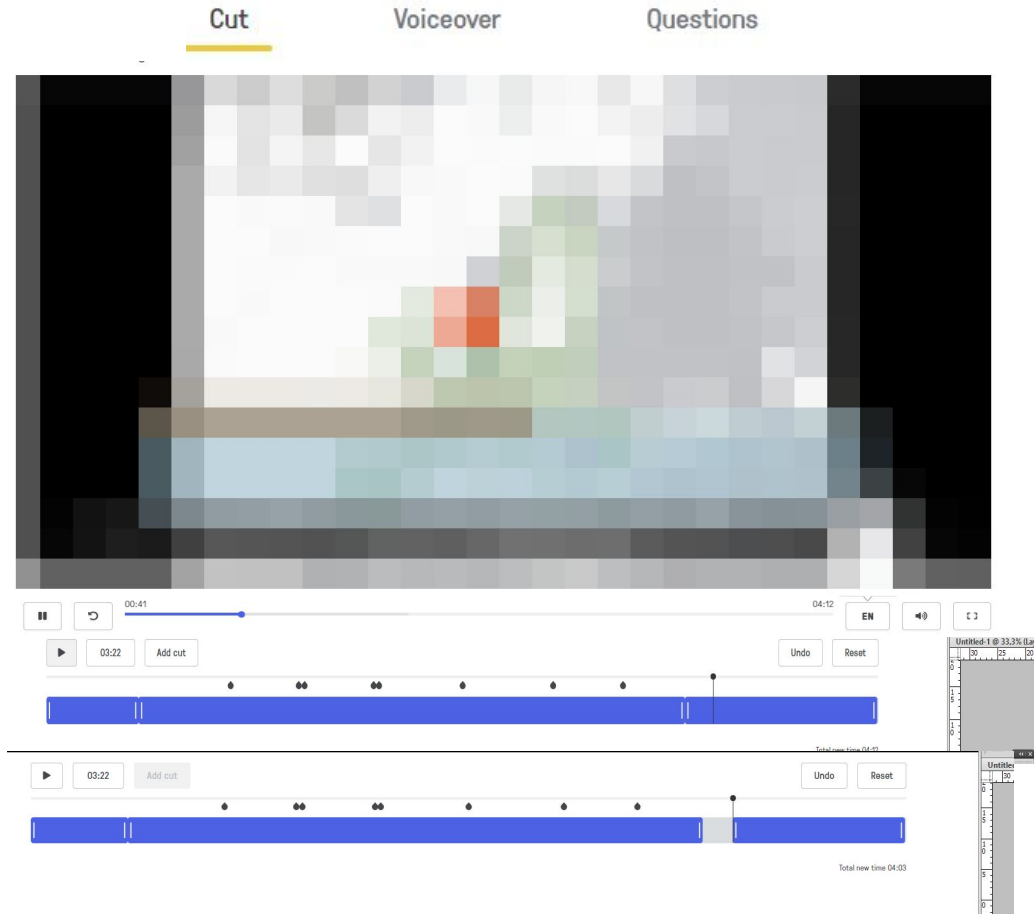 Cut Voiceover Questions
00:41 04:12 EN
03:22 Add cut Undo Reset
Untitled-1 @ 33,3% (La
30 25 20
Total new time 04:12
03:22 Add cut Undo Reset
Untitle
30
Total new time 04:03